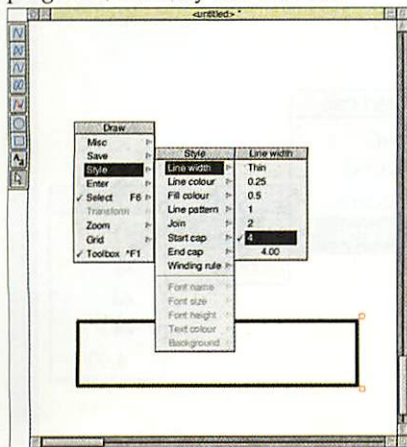 <untitled> *
Draw
Misc
Save
Style
Enter
✓ Select F6
Transform
Zoom
Grid
✓ Toolbox ^F1
Style
Line width
Line colour
Fill colour
Line pattern
Join
Start cap
End cap
Winding rule
Font name
Font size
Font height
Text colour
Background
Line width
Thin
0.25
0.5
1
2
✓ 4
4.00